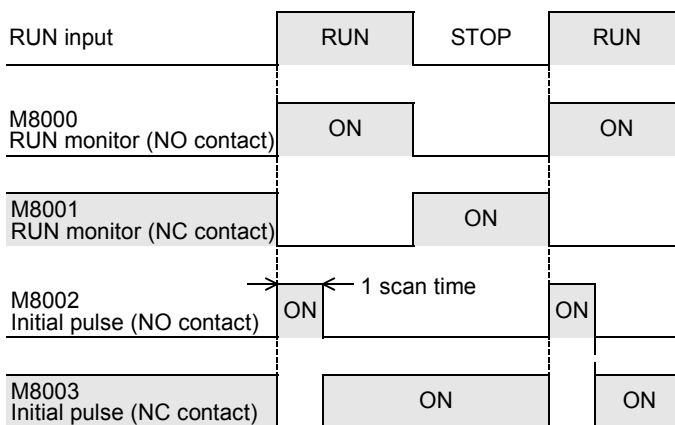 RUN input RUN STOP RUN
M8000
RUN monitor (NO contact) ON ON
M8001
RUN monitor (NC contact) ON
1 scan time
M8002
Initial pulse (NO contact) ON ON
M8003
Initial pulse (NC contact) ON ON